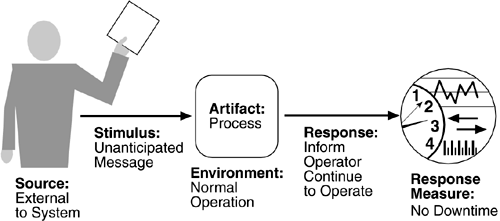 Source:
External
to System
Stimulus:
Unanticipated
Message
Artifact:
Process
Environment:
Normal
Operation
Response:
Inform
Operator
Continue
to Operate
1
2
3
4
Response
Measure:
No Downtime